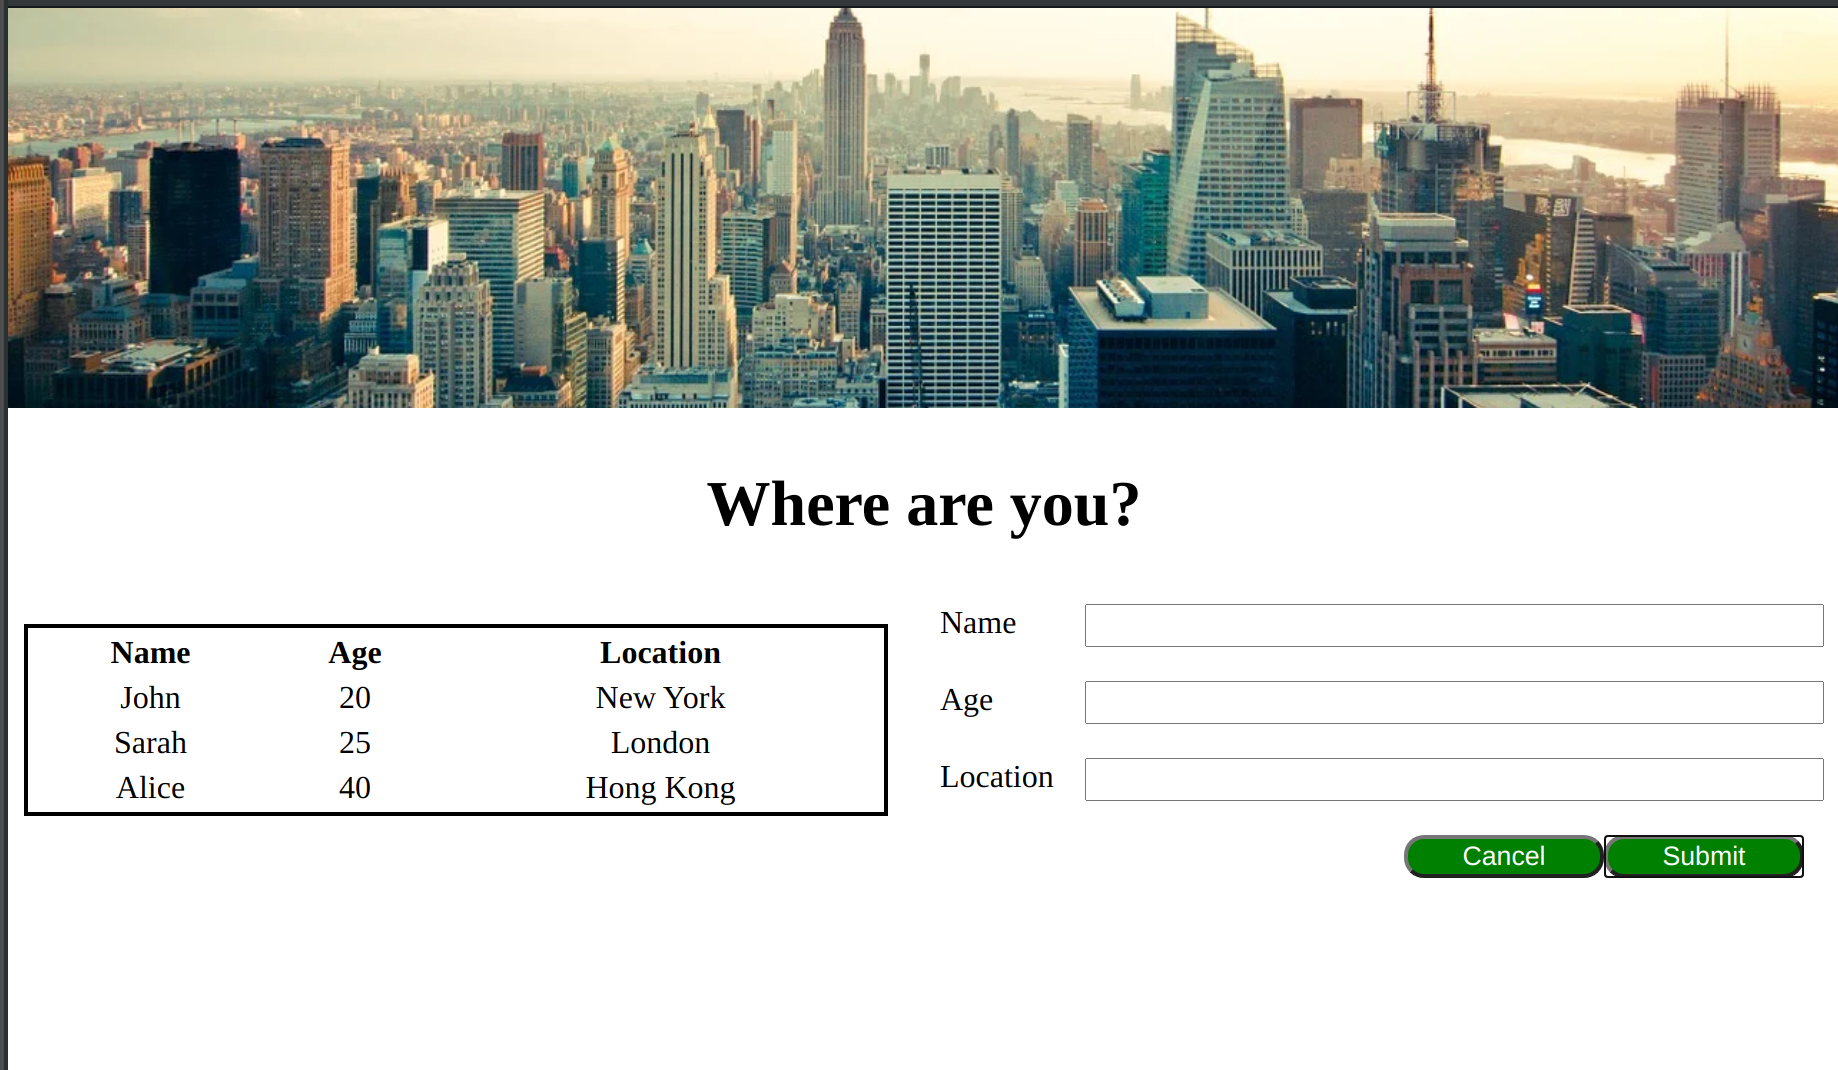 Where are you?
Name Age Location
John 20 New York
Sarah 25 London
Alice 40 Hong Kong
Name
Age
Location
Cancel Submit